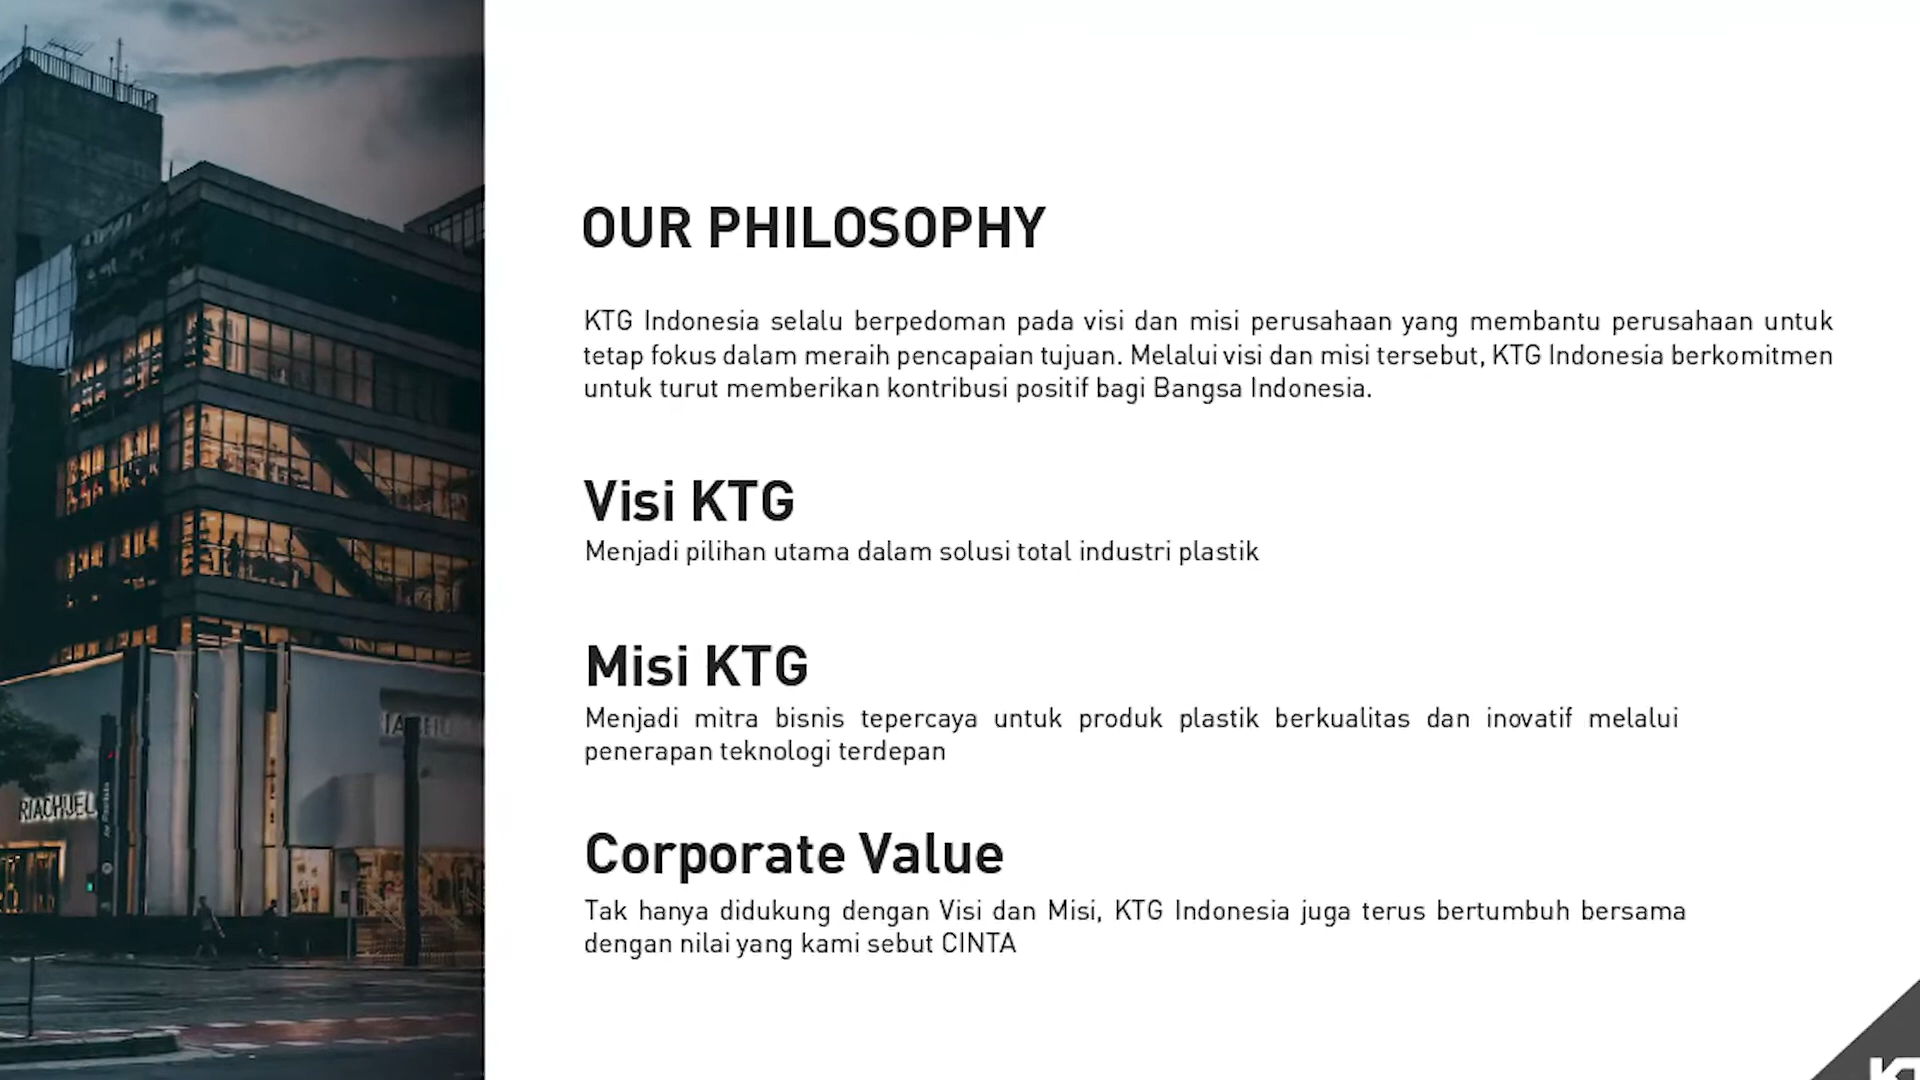 OUR PHILOSOPHY
KTG Indonesia selalu berpedoman pada visi dan misi perusahaan yang membantu perusahaan untuk
tetap fokus dalam meraih pencapaian tujuan. Melalui visi dan misi tersebut, KTG Indonesia berkomitmen
untuk turut memberikan kontribusi positif bagi Bangsa Indonesia.
Visi KTG
Menjadi pilihan utama dalam solusi total industri plastik
Misi KTG
Menjadi mitra bisnis tepercaya untuk produk plastik berkualitas dan inovatif melalui
penerapan teknologi terdepan
Corporate Value
Tak hanya didukung dengan Visi dan Misi, KTG Indonesia juga terus bertumbuh bersama
dengan nilai yang kami sebut CINTA
RIACHUEL